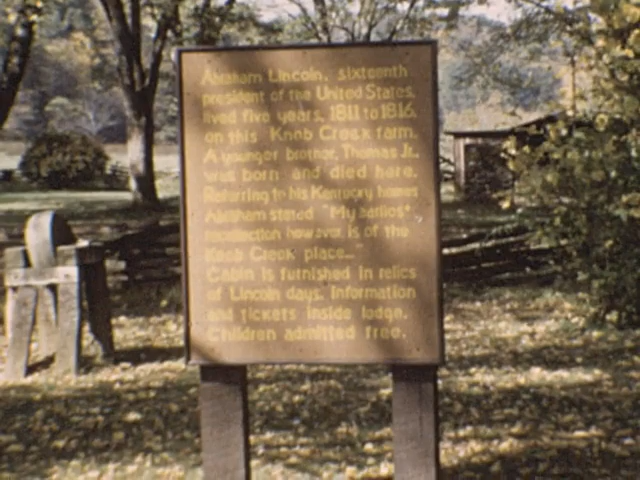 Abraham Lincoln, sixteenth
president of the United States,
lived five years, 1811 to 1816,
on this Knob Creek farm.
A younger brother, Thomas Jr.,
was born and died here.
Referring to his Kentucky homes
Abraham stated "My earliest
recollection however, is of the
Knob Creek place..."
Cabin is furnished in relics
of Lincoln days. Information
and tickets inside lodge.
Children admitted free.